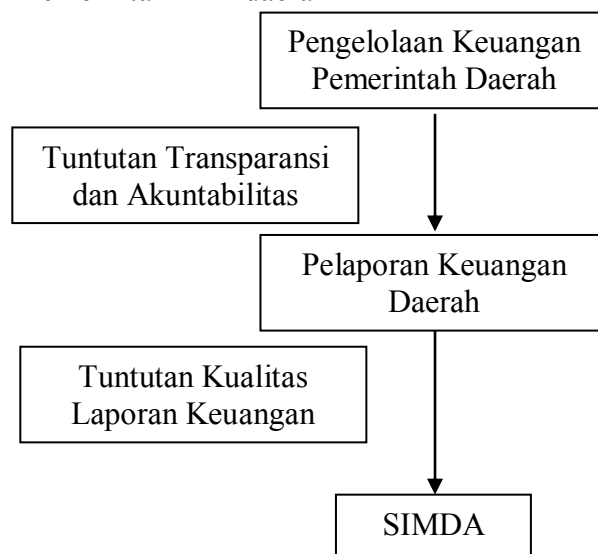 Pengelolaan Keuangan
Pemerintah Daerah
Tuntutan Transparansi
dan Akuntabilitas
Pelaporan Keuangan
Daerah
Tuntutan Kualitas
Laporan Keuangan
SIMDA